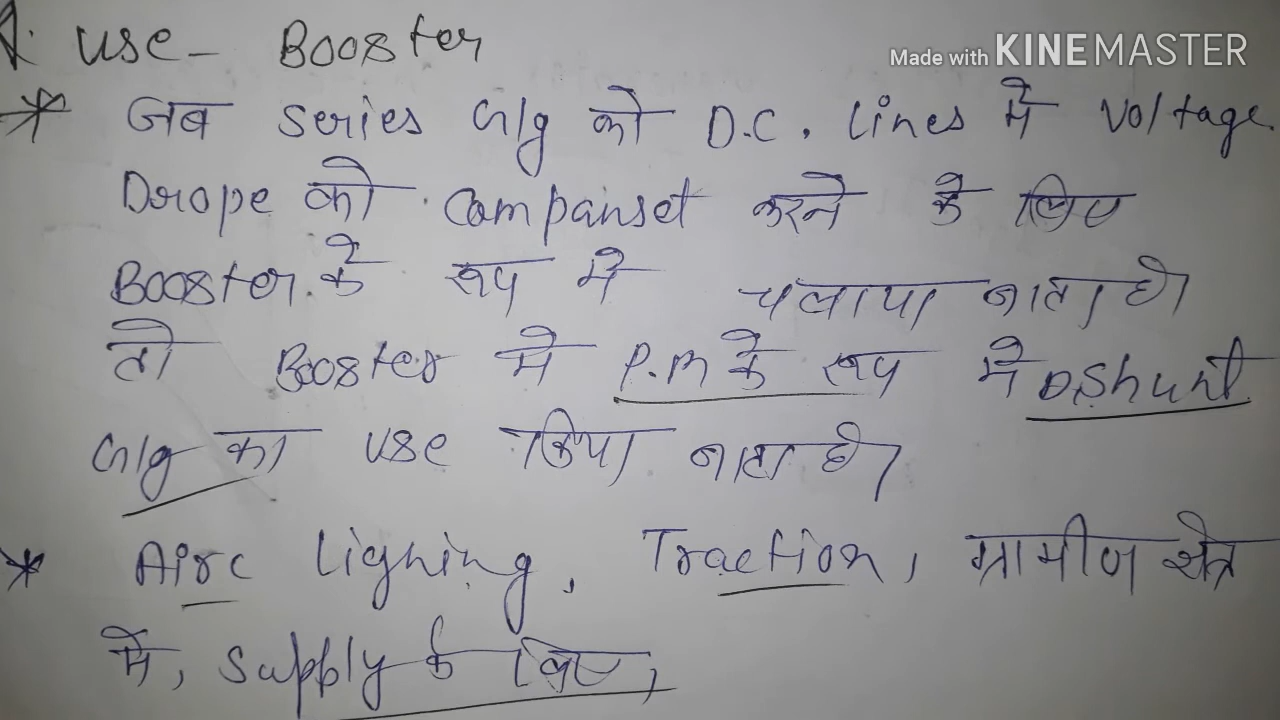 USE - Booster
Made with KINEMASTER
* जब series G/g को D.C. lines में Voltage
Drope को Companset करने के लिए
Booster के रूप में चलाया जाता है।
तो Booster में P.M के रूप में D.Shunt
G/g का use किया जाता है।
* Airc Ligning, Traction, ग्रामीण क्षेत्र
में, Supply के लिए,